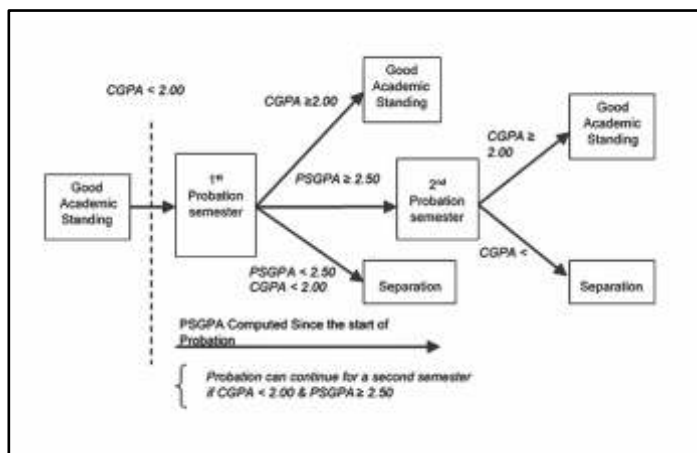 CGPA < 2.00
Good
Academic
Standing
CGPA ≥2.00
Good
Academic
Standing
CGPA ≥
2.00
Good
Academic
Standing
1st
Probation
semester
PSGPA ≥ 2.50
2nd
Probation
semester
PSGPA < 2.50
CGPA < 2.00
Separation
CGPA <
Separation
PSGPA Computed Since the start of
Probation
Probation can continue for a second semester
if CGPA < 2.00 & PSGPA ≥ 2.50